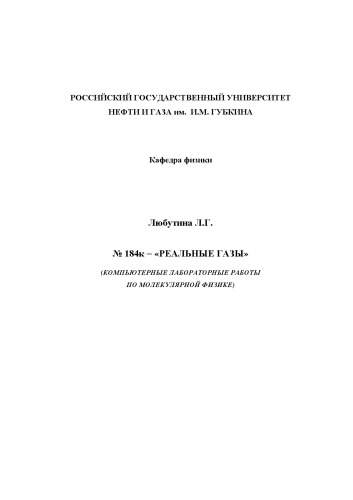 РОССИЙСКИЙ ГОСУДАРСТВЕННЫЙ УНИВЕРСИТЕТ
НЕФТИ И ГАЗА им. И.М. ГУБКИНА
Кафедра физики
Любутина Л.Г.
№ 184к – «РЕАЛЬНЫЕ ГАЗЫ»
(КОМПЬЮТЕРНЫЕ ЛАБОРАТОРНЫЕ РАБОТЫ
ПО МОЛЕКУЛЯРНОЙ ФИЗИКЕ)